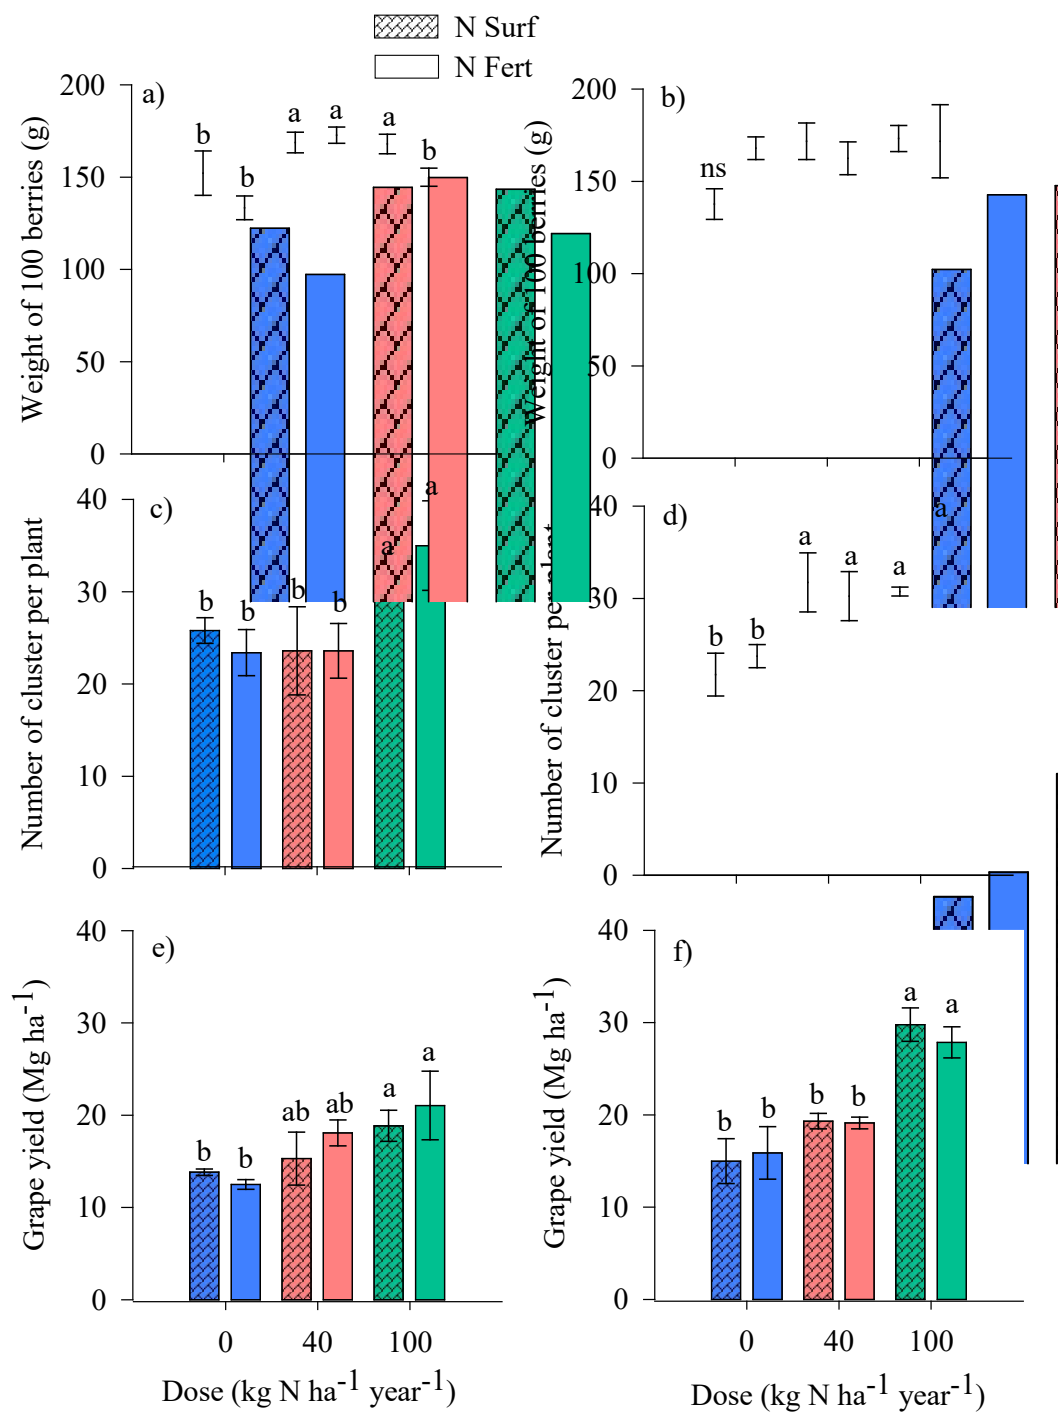 N Surf
N Fert
a)
Weight of 100 berries (g)
200
150
100
50
0
b
b
a
a
a
b
b)
Weight of 100 berries (g)
200
150
100
50
0
ns
c)
Number of cluster per plant
40
30
20
10
0
b
b
b
b
a
a
d)
Number of cluster per plant
40
30
20
10
0
b
b
a
a
a
a
e)
Grape yield (Mg ha-1)
40
30
20
10
0
b
b
ab
ab
a
a
0
40
100
Dose (kg N ha-1 year-1)
f)
Grape yield (Mg ha-1)
40
30
20
10
0
b
b
b
b
a
a
0
40
100
Dose (kg N ha-1 year-1)